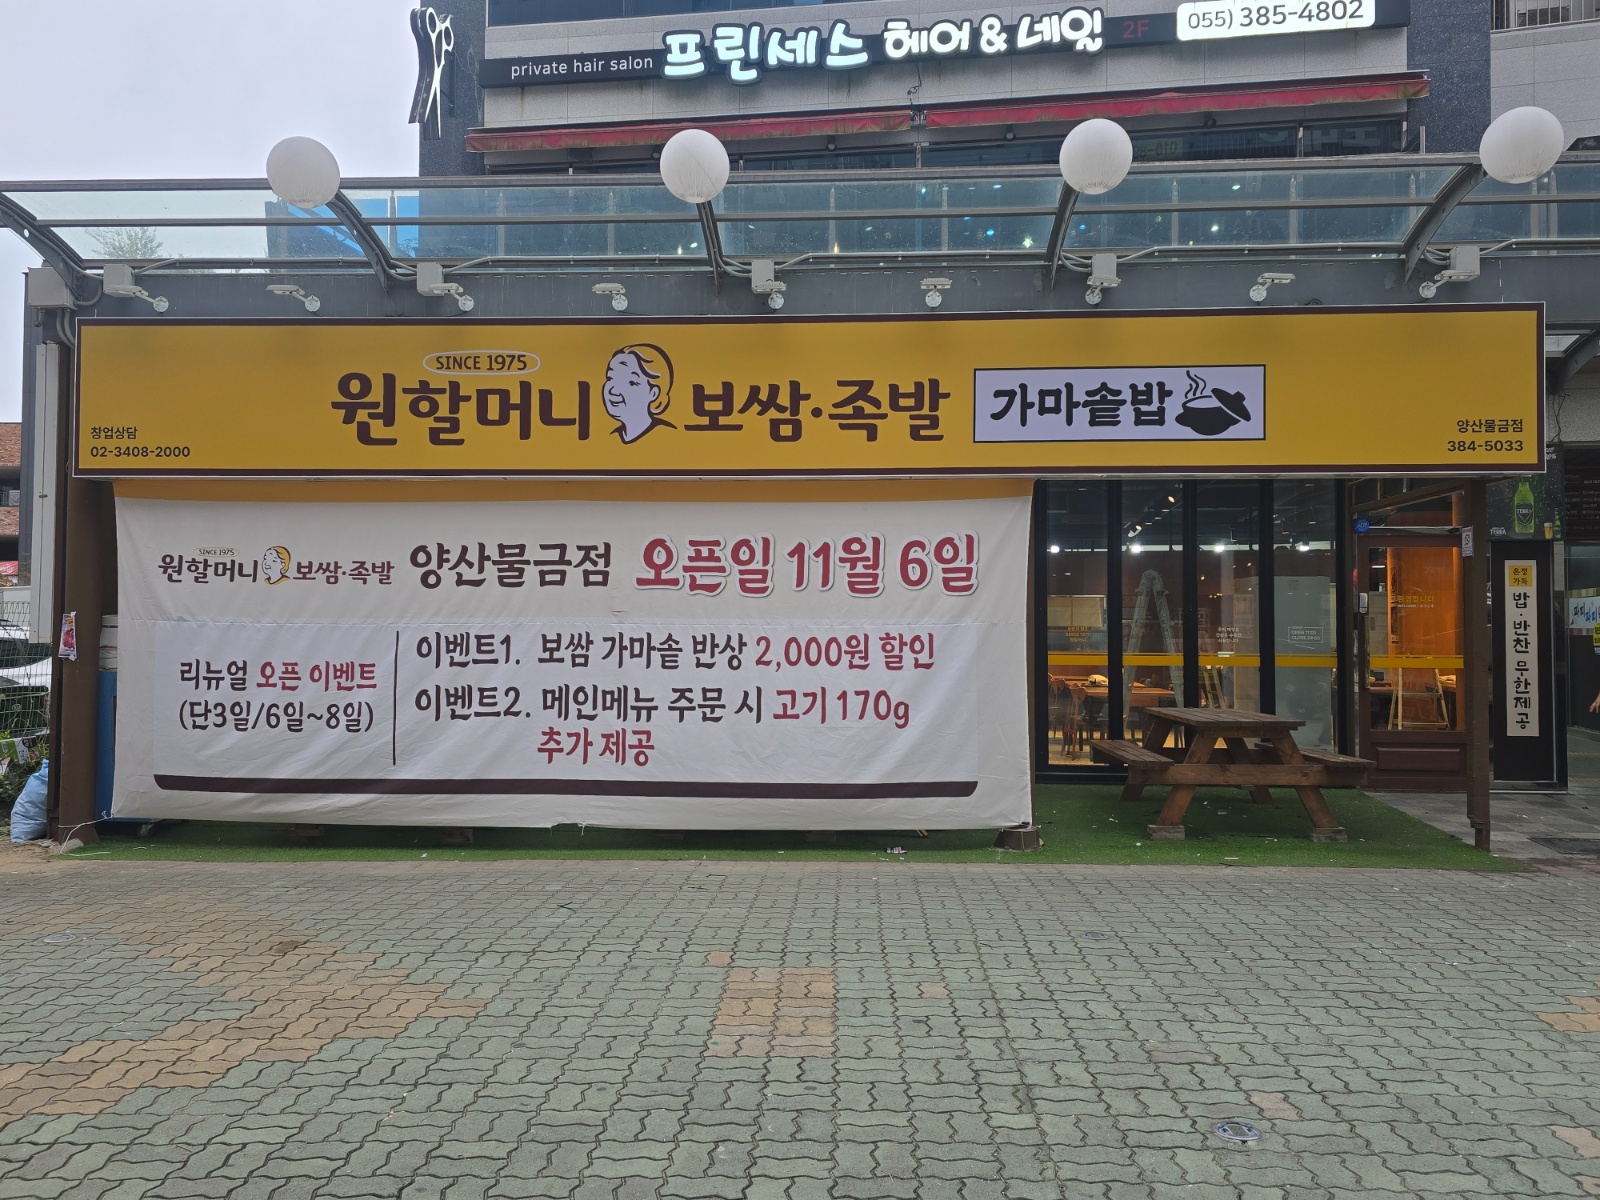 private hair salon 프린세스 헤어&네일 2F (055) 385-4802
SINCE 1975
원할머니 보쌈·족발 가마솥밥
창업상담
02-3408-2000
양산물금점
384-5033
SINCE 1975
원할머니 보쌈·족발 양산물금점 오픈일 11월 6일
리뉴얼 오픈 이벤트
(단3일/6일~8일)
이벤트1. 보쌈 가마솥 반상 2,000원 할인
이벤트2. 메인메뉴 주문 시 고기 170g
추가 제공
온정
가득
밥·반찬 무한제공
TERRA